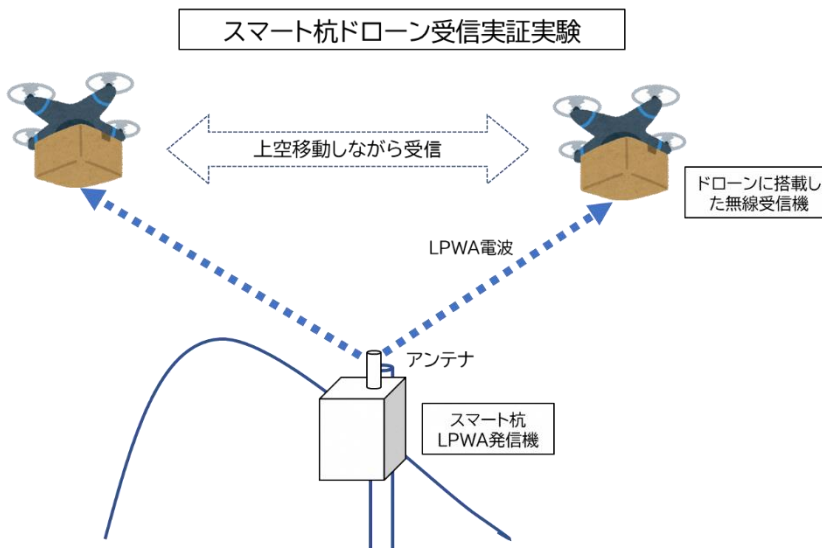 スマート杭ドローン受信実証実験
上空移動しながら受信
ドローンに搭載し
た無線受信機
LPWA電波
アンテナ
スマート杭
LPWA発信機